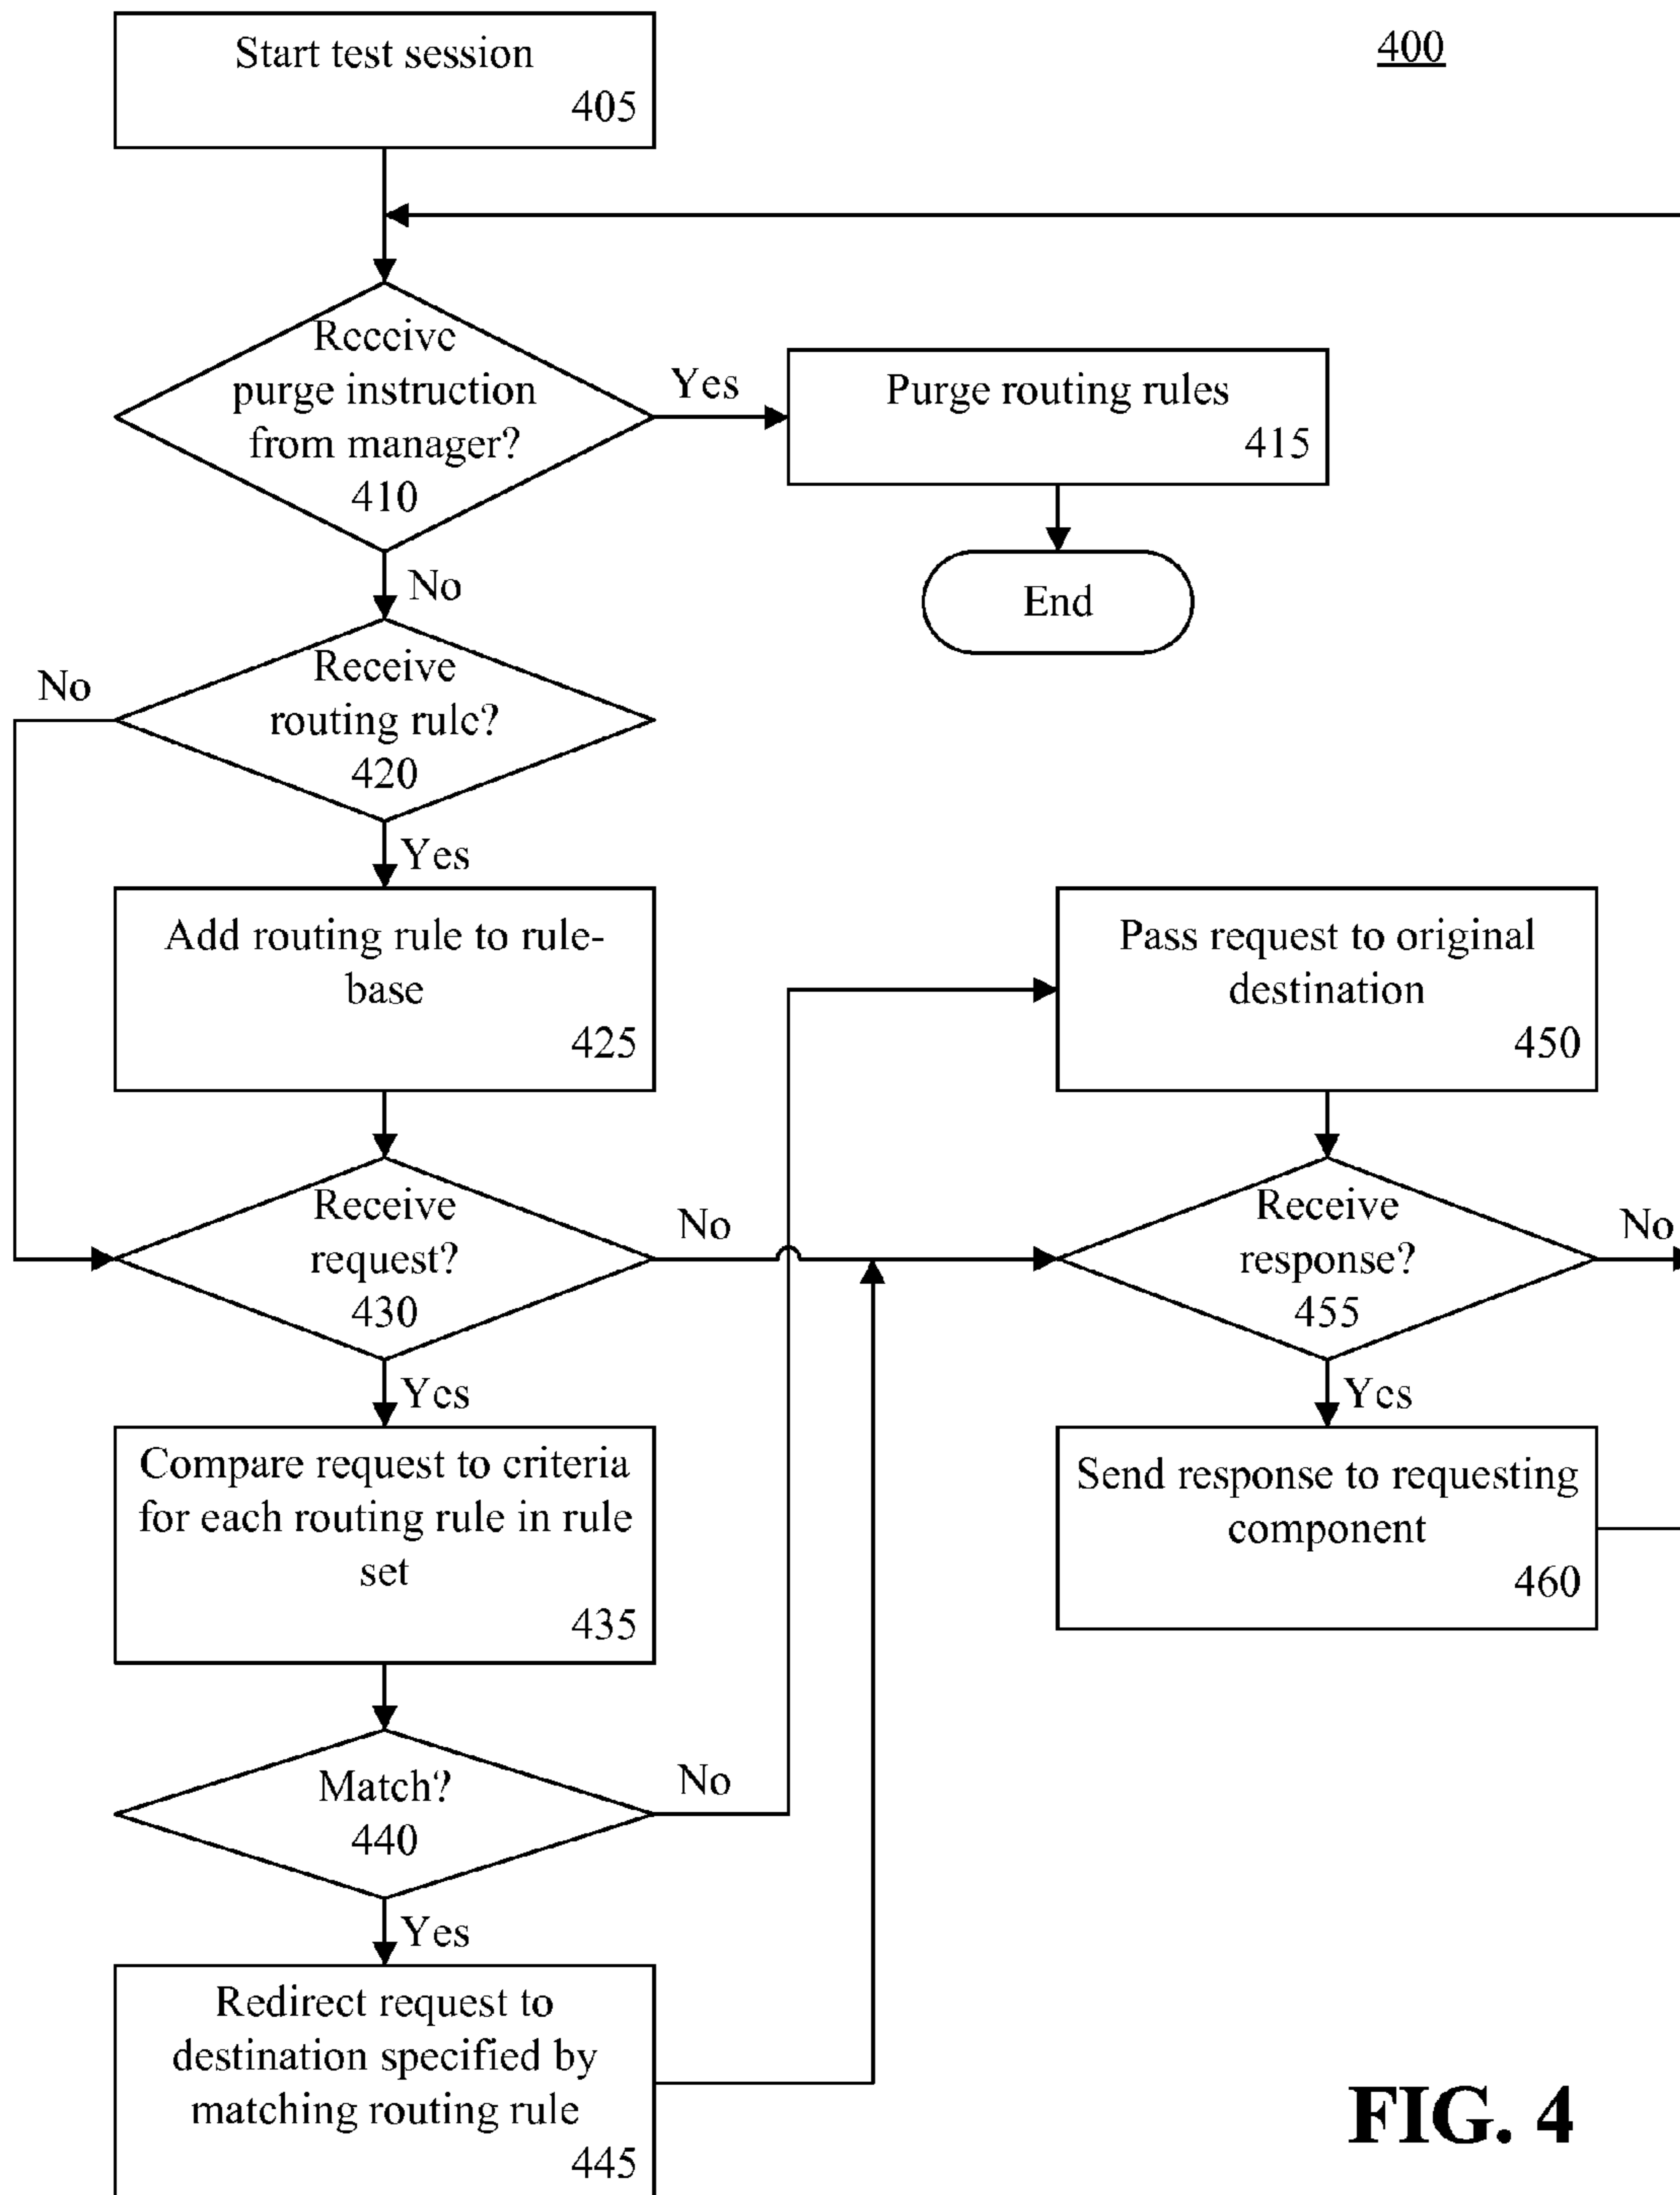 Start test session
405
400
Receive
purge instruction
from manager?
410
Yes
Purge routing rules
415
End
No
Receive
routing rule?
420
No
Yes
Add routing rule to rule-
base
425
Pass request to original
destination
450
Receive
request?
430
No
Receive
response?
455
No
Yes
Yes
Compare request to criteria
for each routing rule in rule
set
435
Send response to requesting
component
460
Match?
440
No
Yes
Redirect request to
destination specified by
matching routing rule
445
FIG. 4